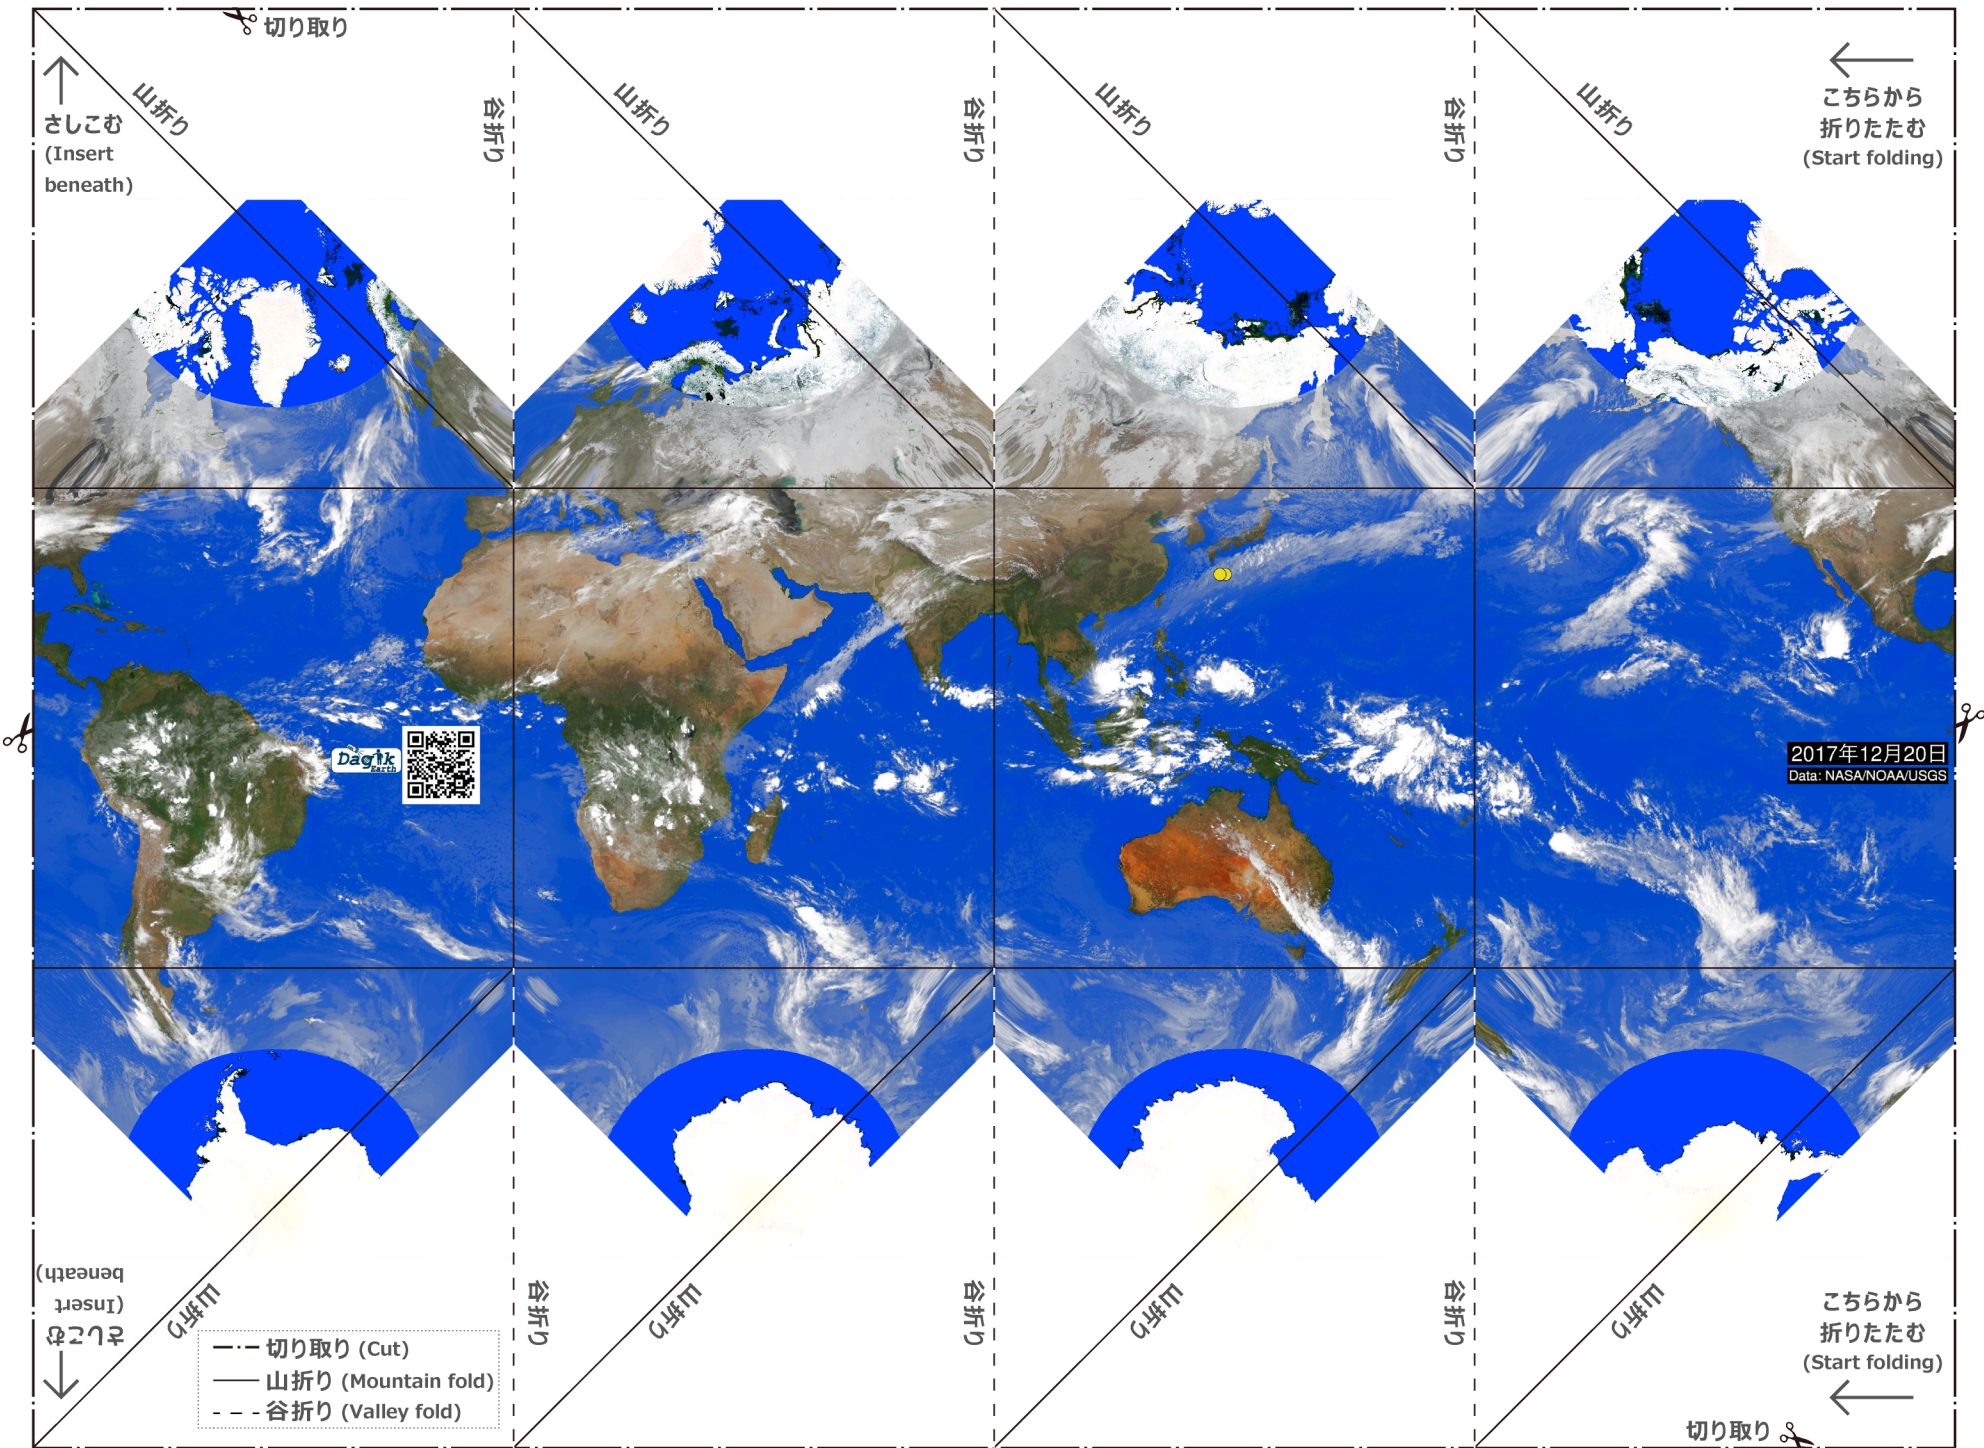 切り取り
さしこむ
(Insert
beneath)
山折り
谷折り
山折り
谷折り
山折り
谷折り
山折り
こちらから
折りたたむ
(Start folding)
Dagik
Earth
2017年12月20日
Data: NASA/NOAA/USGS
さしこむ
(Insert
beneath)
山折り
谷折り
山折り
谷折り
山折り
谷折り
山折り
こちらから
折りたたむ
(Start folding)
切り取り (Cut)
山折り (Mountain fold)
谷折り (Valley fold)
切り取り